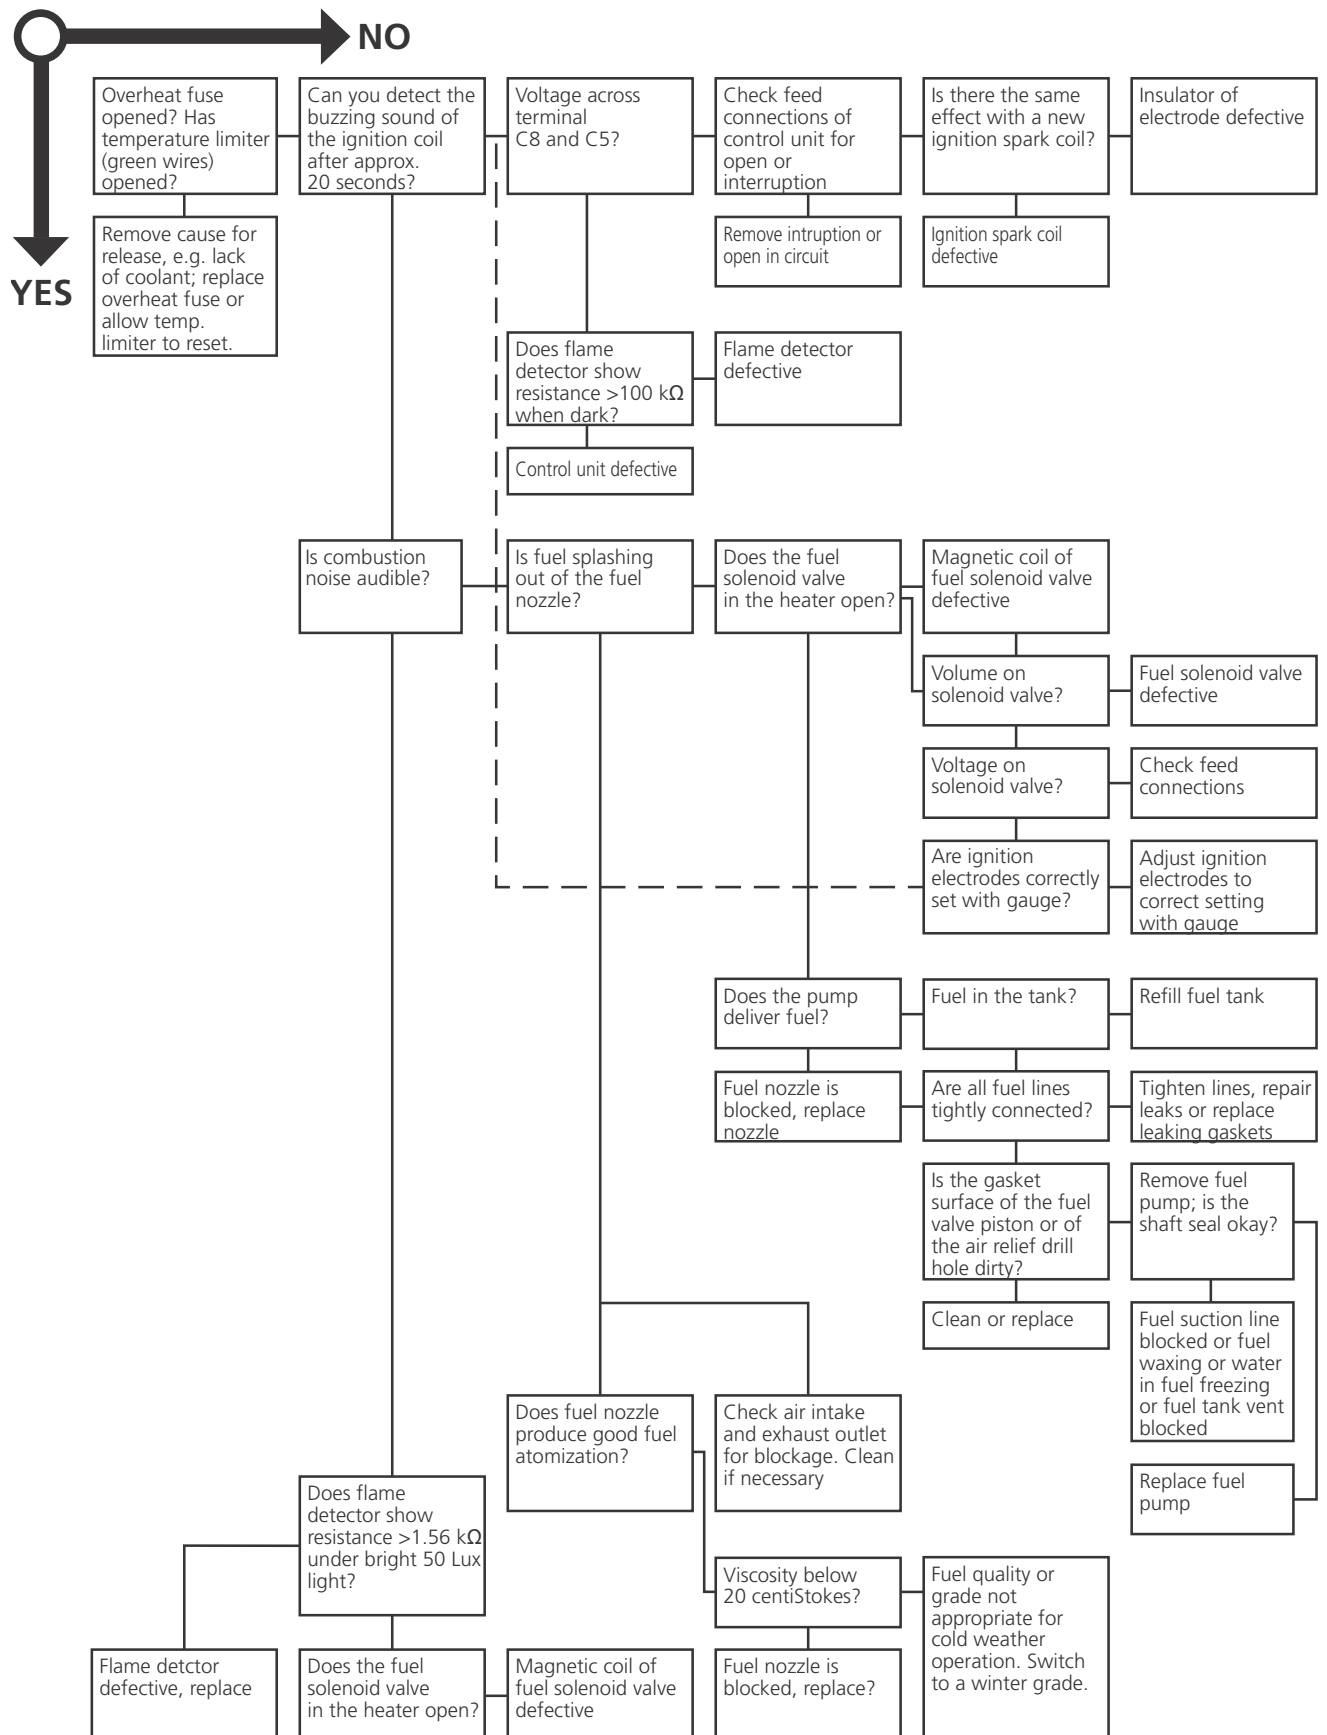 NO
YES
Overheat fuse
opened? Has
temperature limiter
(green wires)
opened?
Can you detect the
buzzing sound of
the ignition coil
after approx.
20 seconds?
Voltage across
terminal
C8 and C5?
Check feed
connections of
control unit for
open or
interruption
Is there the same
effect with a new
ignition spark coil?
Insulator of
electrode defective
Remove cause for
release, e.g. lack
of coolant; replace
overheat fuse or
allow temp.
limiter to reset.
Remove intruption or
open in circuit
Ignition spark coil
defective
Does flame
detector show
resistance >100 kΩ
when dark?
Flame detector
defective
Control unit defective
Is combustion
noise audible?
Is fuel splashing
out of the fuel
nozzle?
Does the fuel
solenoid valve
in the heater open?
Magnetic coil of
fuel solenoid valve
defective
Volume on
solenoid valve?
Fuel solenoid valve
defective
Voltage on
solenoid valve?
Check feed
connections
Are ignition
electrodes correctly
set with gauge?
Adjust ignition
electrodes to
correct setting
with gauge
Does the pump
deliver fuel?
Fuel in the tank?
Refill fuel tank
Fuel nozzle is
blocked, replace
nozzle
Are all fuel lines
tightly connected?
Tighten lines, repair
leaks or replace
leaking gaskets
Is the gasket
surface of the fuel
valve piston or of
the air relief drill
hole dirty?
Remove fuel
pump; is the
shaft seal okay?
Clean or replace
Fuel suction line
blocked or fuel
waxing or water
in fuel freezing
or fuel tank vent
blocked
Does fuel nozzle
produce good fuel
atomization?
Check air intake
and exhaust outlet
for blockage. Clean
if necessary
Replace fuel
pump
Does flame
detector show
resistance >1.56 kΩ
under bright 50 Lux
light?
Viscosity below
20 centiStokes?
Fuel quality or
grade not
appropriate for
cold weather
operation. Switch
to a winter grade.
Flame detctor
defective, replace
Does the fuel
solenoid valve
in the heater open?
Magnetic coil of
fuel solenoid valve
defective
Fuel nozzle is
blocked, replace?